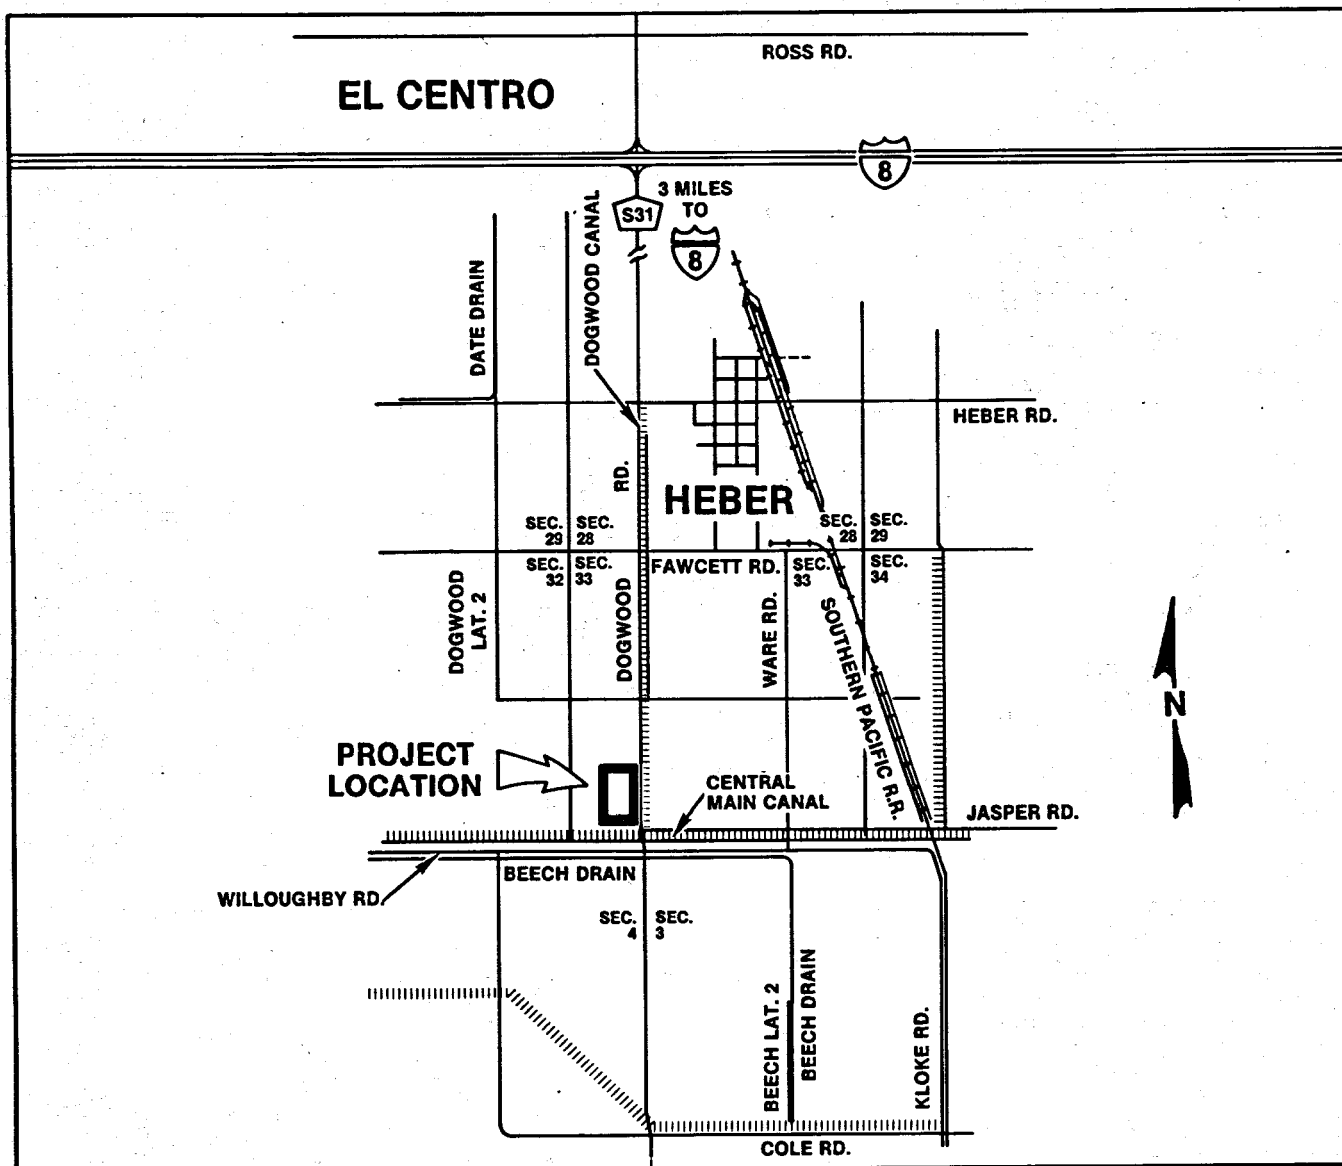 ROSS RD.
EL CENTRO
8
3 MILES
TO
S31
8
DOGWOOD CANAL
DATE DRAIN
HEBER RD.
RD.
HEBER
SEC. SEC.
29 28
SEC. SEC.
28 29
SEC. SEC.
32 33
FAWCETT RD.
SEC.
33
SEC.
34
DOGWOOD
LAT. 2
DOGWOOD
WARE RD.
SOUTHERN PACIFIC R.R.
N
PROJECT
LOCATION
CENTRAL
MAIN CANAL
JASPER RD.
BEECH DRAIN
WILLOUGHBY RD.
SEC. SEC.
4 3
BEECH LAT. 2
BEECH DRAIN
KLOKE RD.
COLE RD.